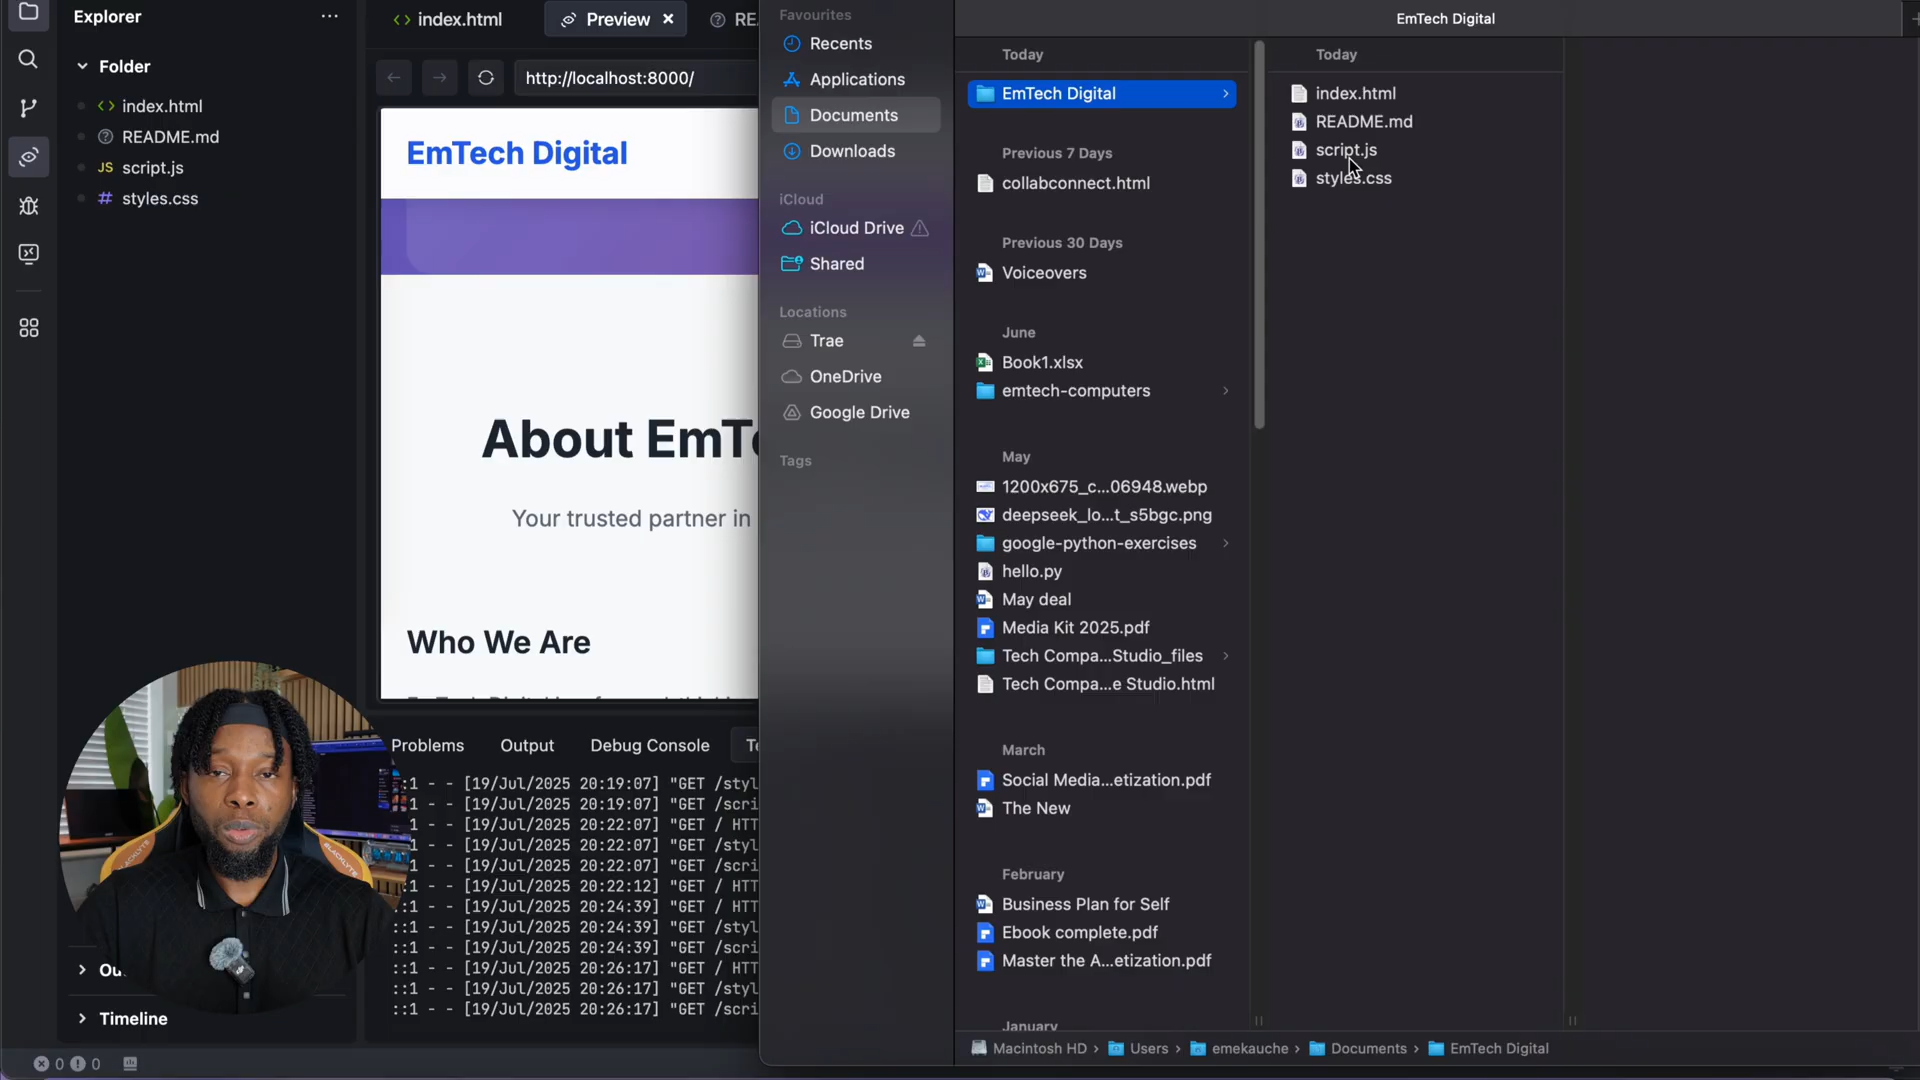 Explorer
Folder
index.html
README.md
JS script.js
# styles.css
Timeline
0 0
index.html
Preview
http://localhost:8000/
EmTech Digital
About EmT
Your trusted partner in
Who We Are
Problems
Output
Debug Console
::1 - - [19/Jul/2025 20:19:07] "GET /styl
::1 - - [19/Jul/2025 20:19:07] "GET /scri
::1 - - [19/Jul/2025 20:22:07] "GET / HTT
::1 - - [19/Jul/2025 20:22:07] "GET /styl
::1 - - [19/Jul/2025 20:22:07] "GET /scri
::1 - - [19/Jul/2025 20:22:12] "GET / HTT
::1 - - [19/Jul/2025 20:24:39] "GET / HTT
::1 - - [19/Jul/2025 20:24:39] "GET /styl
::1 - - [19/Jul/2025 20:24:39] "GET /scri
::1 - - [19/Jul/2025 20:26:17] "GET / HTT
::1 - - [19/Jul/2025 20:26:17] "GET /styl
::1 - - [19/Jul/2025 20:26:17] "GET /scri
Favourites
Recents
Applications
Documents
Downloads
iCloud
iCloud Drive
Shared
Locations
Trae
OneDrive
Google Drive
Tags
EmTech Digital
Today
EmTech Digital
Previous 7 Days
collabconnect.html
Previous 30 Days
Voiceovers
June
Book1.xlsx
emtech-computers
May
1200x675_c...06948.webp
deepseek_lo...t_s5bgc.png
google-python-exercises
hello.py
May deal
Media Kit 2025.pdf
Tech Compa...Studio_files
Tech Compa...e Studio.html
March
Social Media...etization.pdf
The New
February
Business Plan for Self
Ebook complete.pdf
Master the A...etization.pdf
January
Today
index.html
README.md
script.js
styles.css
Macintosh HD › Users › emekauche › Documents › EmTech Digital